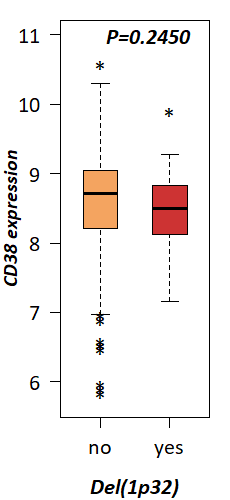 P=0.2450
11
10
9
8
7
6
CD38 expression
no yes
Del(1p32)